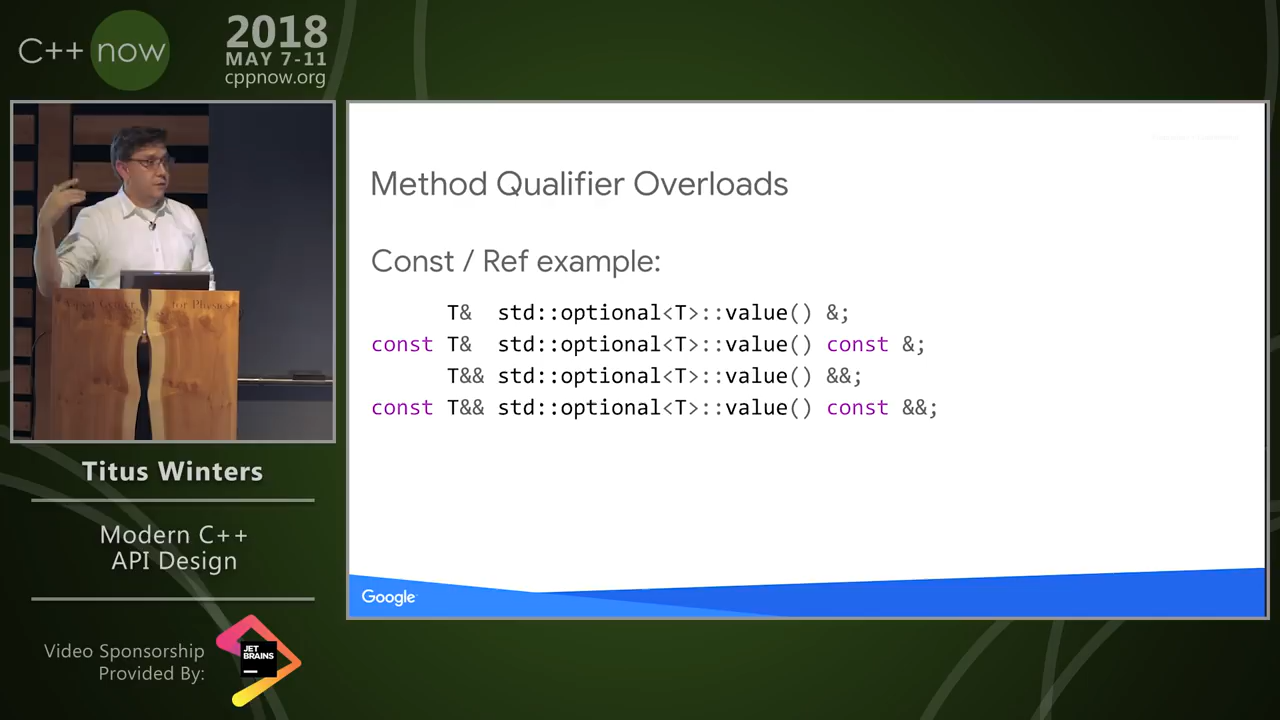 C++ now
2018
MAY 7-11
cppnow.org
Method Qualifier Overloads
Const / Ref example:
T& std::optional<T>::value() &;
const T& std::optional<T>::value() const &;
T&& std::optional<T>::value() &&;
const T&& std::optional<T>::value() const &&;
Google
for Physics
Titus Winters
Modern C++
API Design
Video Sponsorship
Provided By:
JET
BRAINS